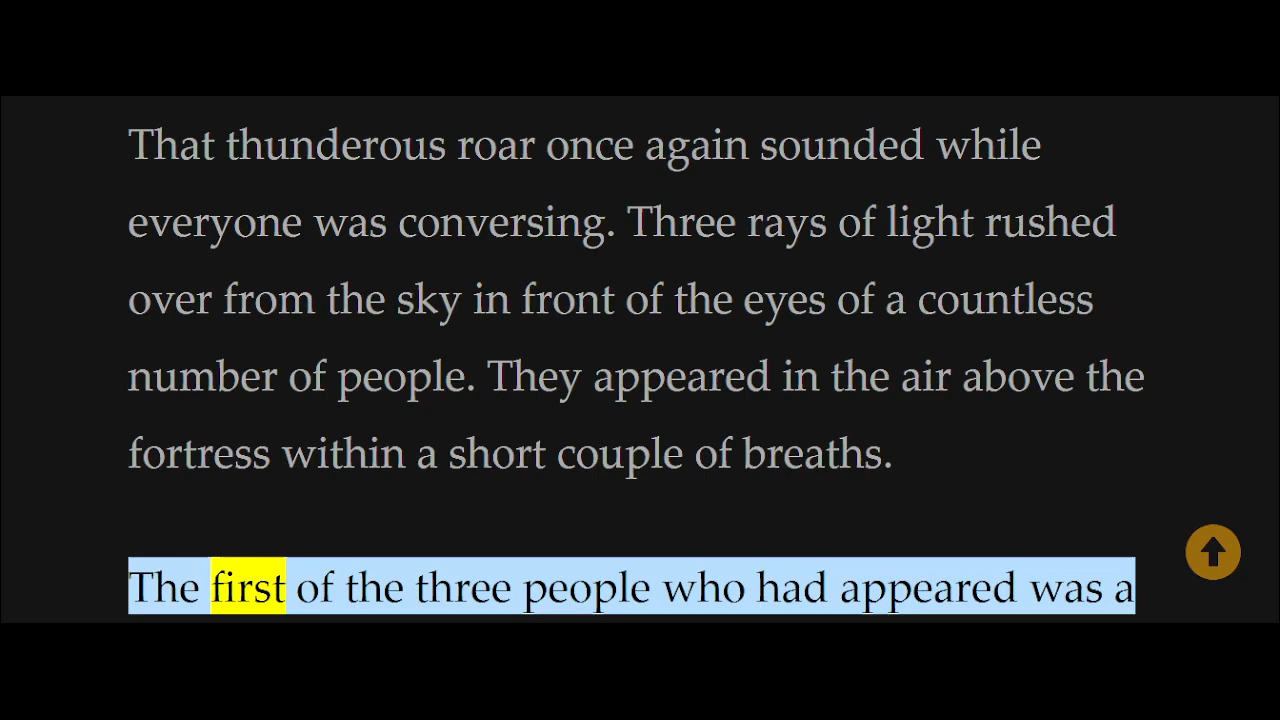 That thunderous roar once again sounded while
everyone was conversing. Three rays of light rushed
over from the sky in front of the eyes of a countless
number of people. They appeared in the air above the
fortress within a short couple of breaths.
The first of the three people who had appeared was a